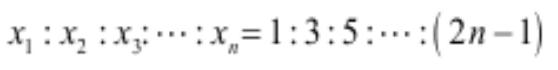 x₁ : x₂ : x₃: ⋯ : xₙ= 1 : 3 : 5 : ⋯ : ( 2n − 1)